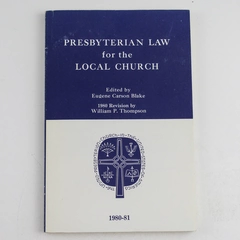 PRESBYTERIAN LAW
for the
LOCAL CHURCH
Edited by
Eugene Carson Blake
1980 Revision by
William P. Thompson
1980-81